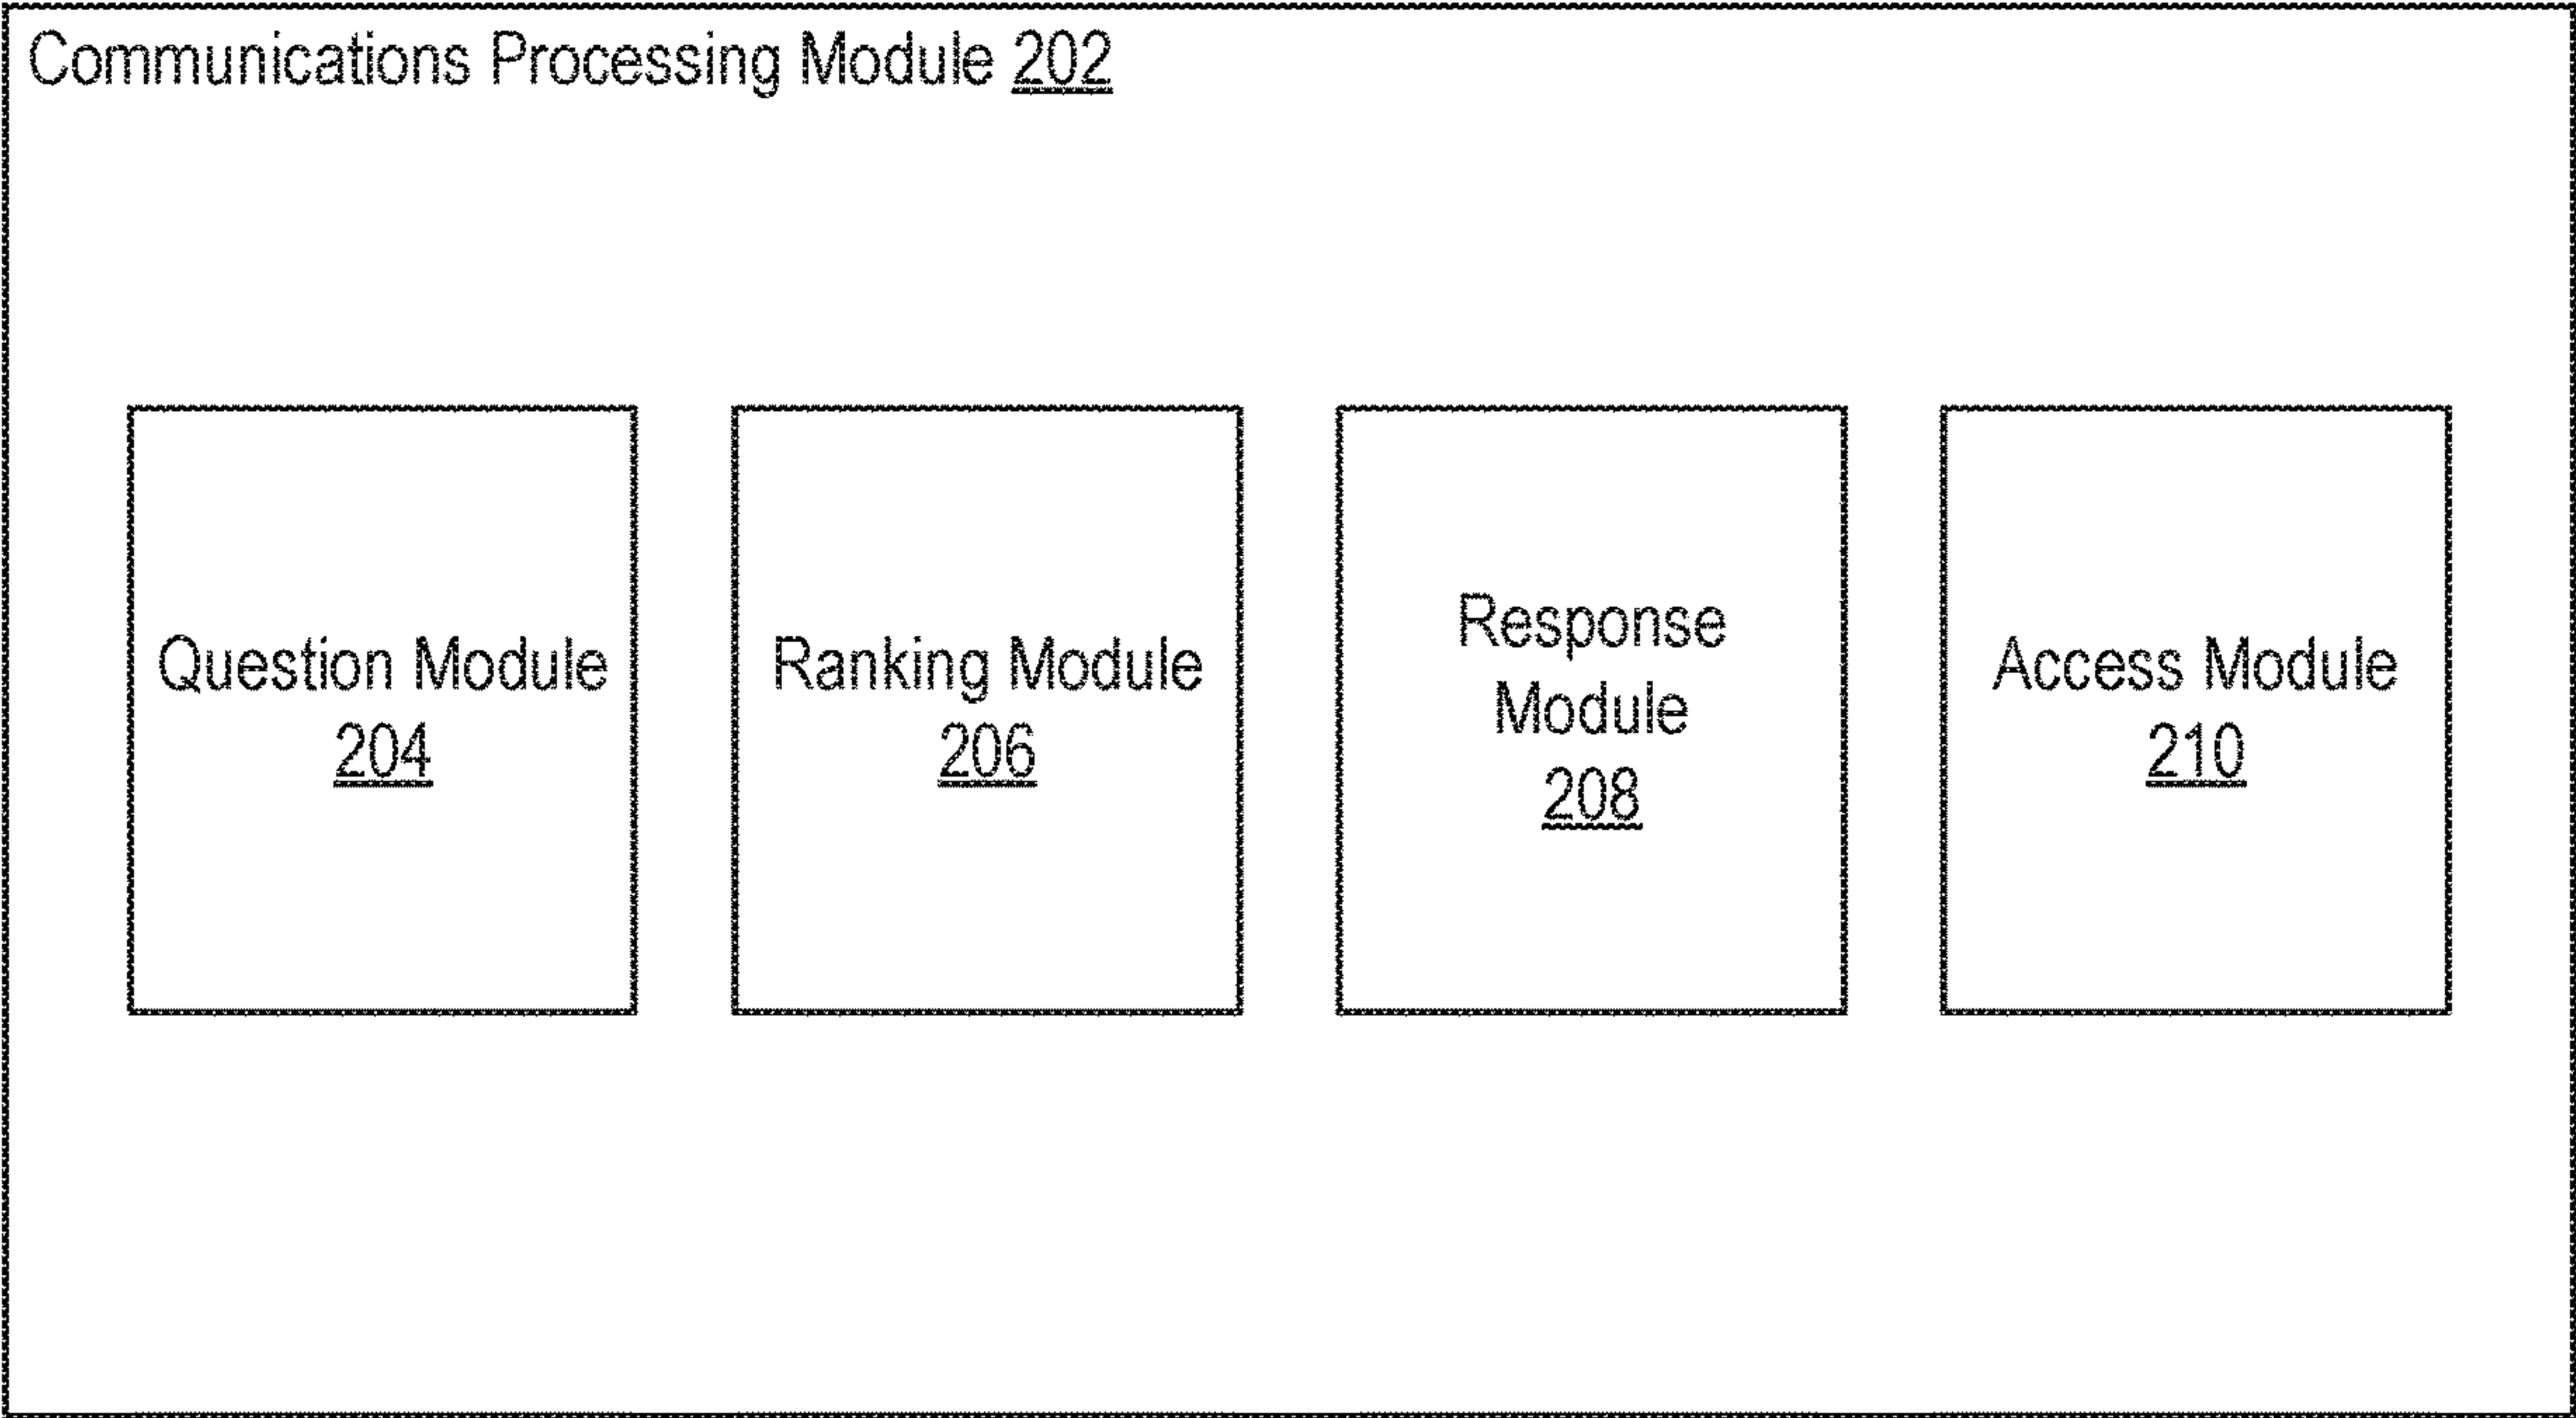 Communications Processing Module 202
Question Module
204
Ranking Module
206
Response
Module
208
Access Module
210